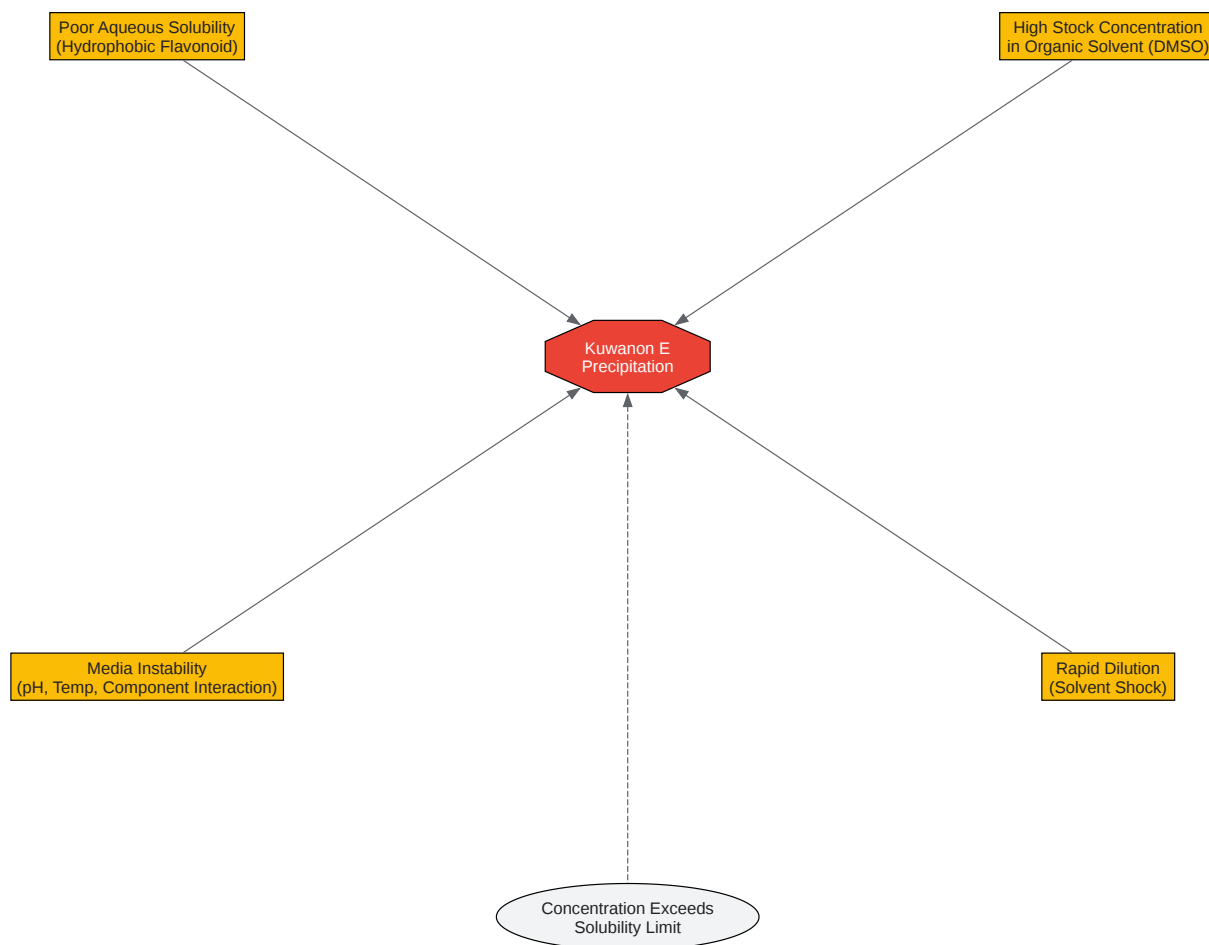 Poor Aqueous Solubility
(Hydrophobic Flavonoid)
High Stock Concentration
in Organic Solvent (DMSO)
Kuwanon E
Precipitation
Media Instability
(pH, Temp, Component Interaction)
Rapid Dilution
(Solvent Shock)
Concentration Exceeds
Solubility Limit